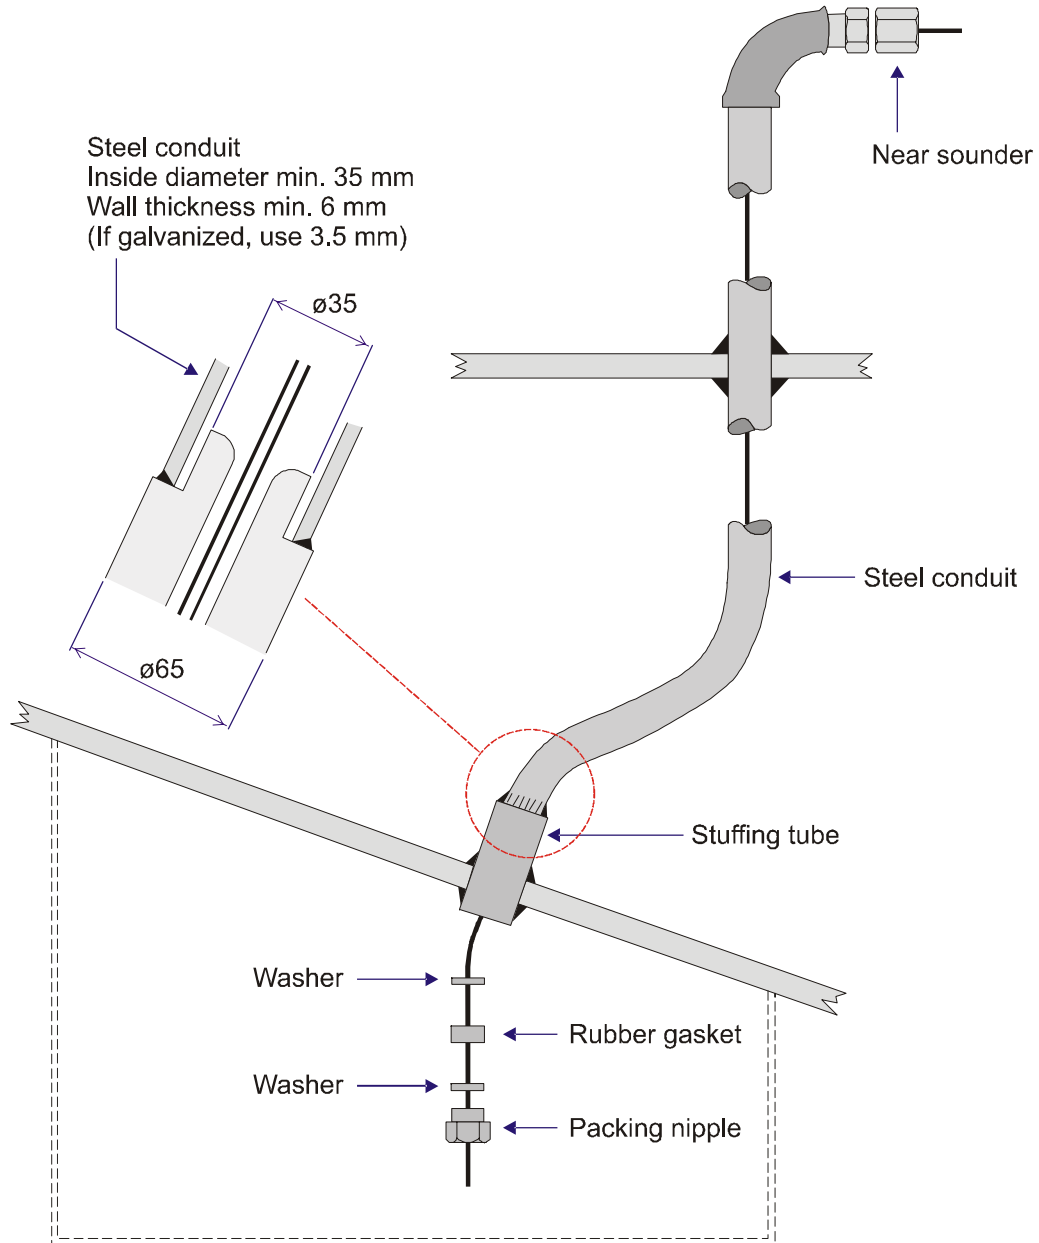 Near sounder
Steel conduit
Inside diameter min. 35 mm
Wall thickness min. 6 mm
(If galvanized, use 3.5 mm)
ø35
Steel conduit
ø65
Stuffing tube
Washer
Rubber gasket
Washer
Packing nipple